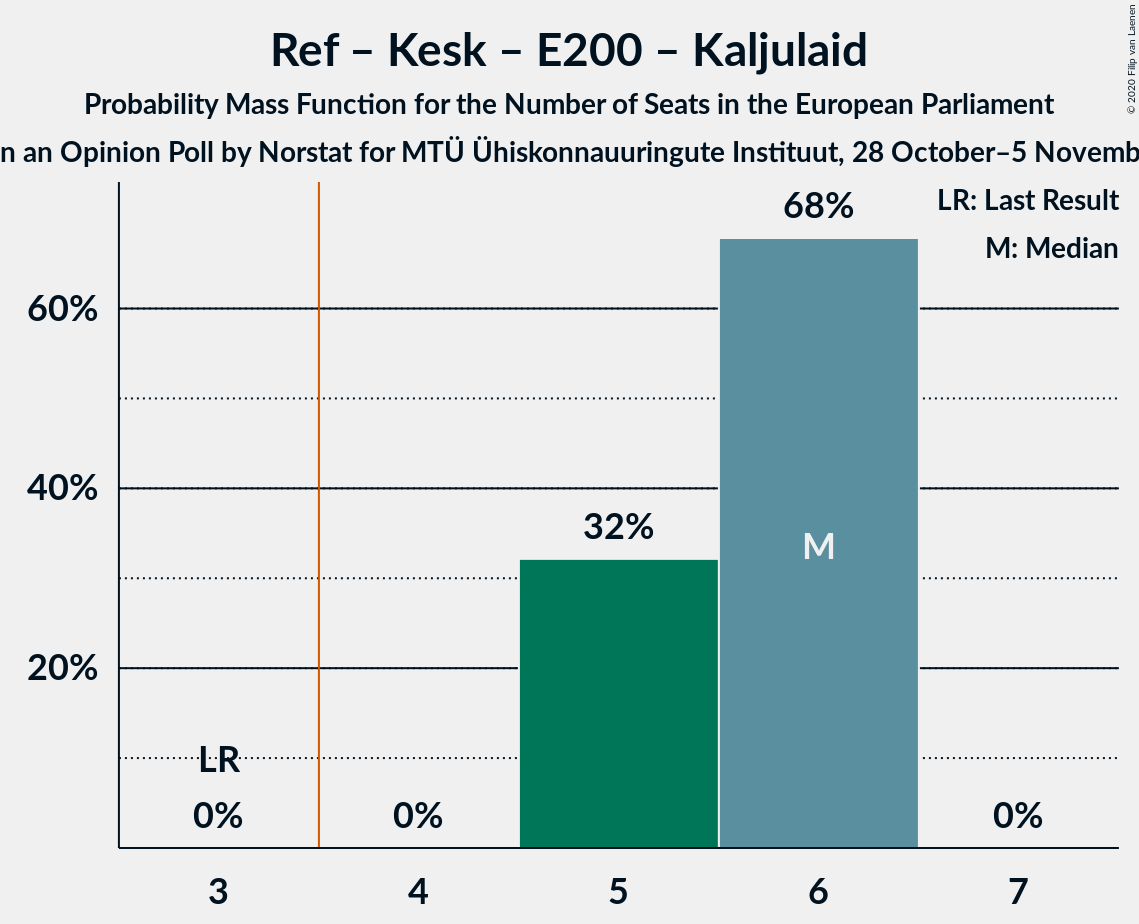 Ref – Kesk – E200 – Kaljulaid
Probability Mass Function for the Number of Seats in the European Parliament
an Opinion Poll by Norstat for MTÜ Ühiskonnauuringute Instituut, 28 October–5
© 2020 Filip van Laenen
LR: Last Result
M: Median
68%
60%
40%
32%
M
20%
LR
0%
0%
0%
3
4
5
6
7